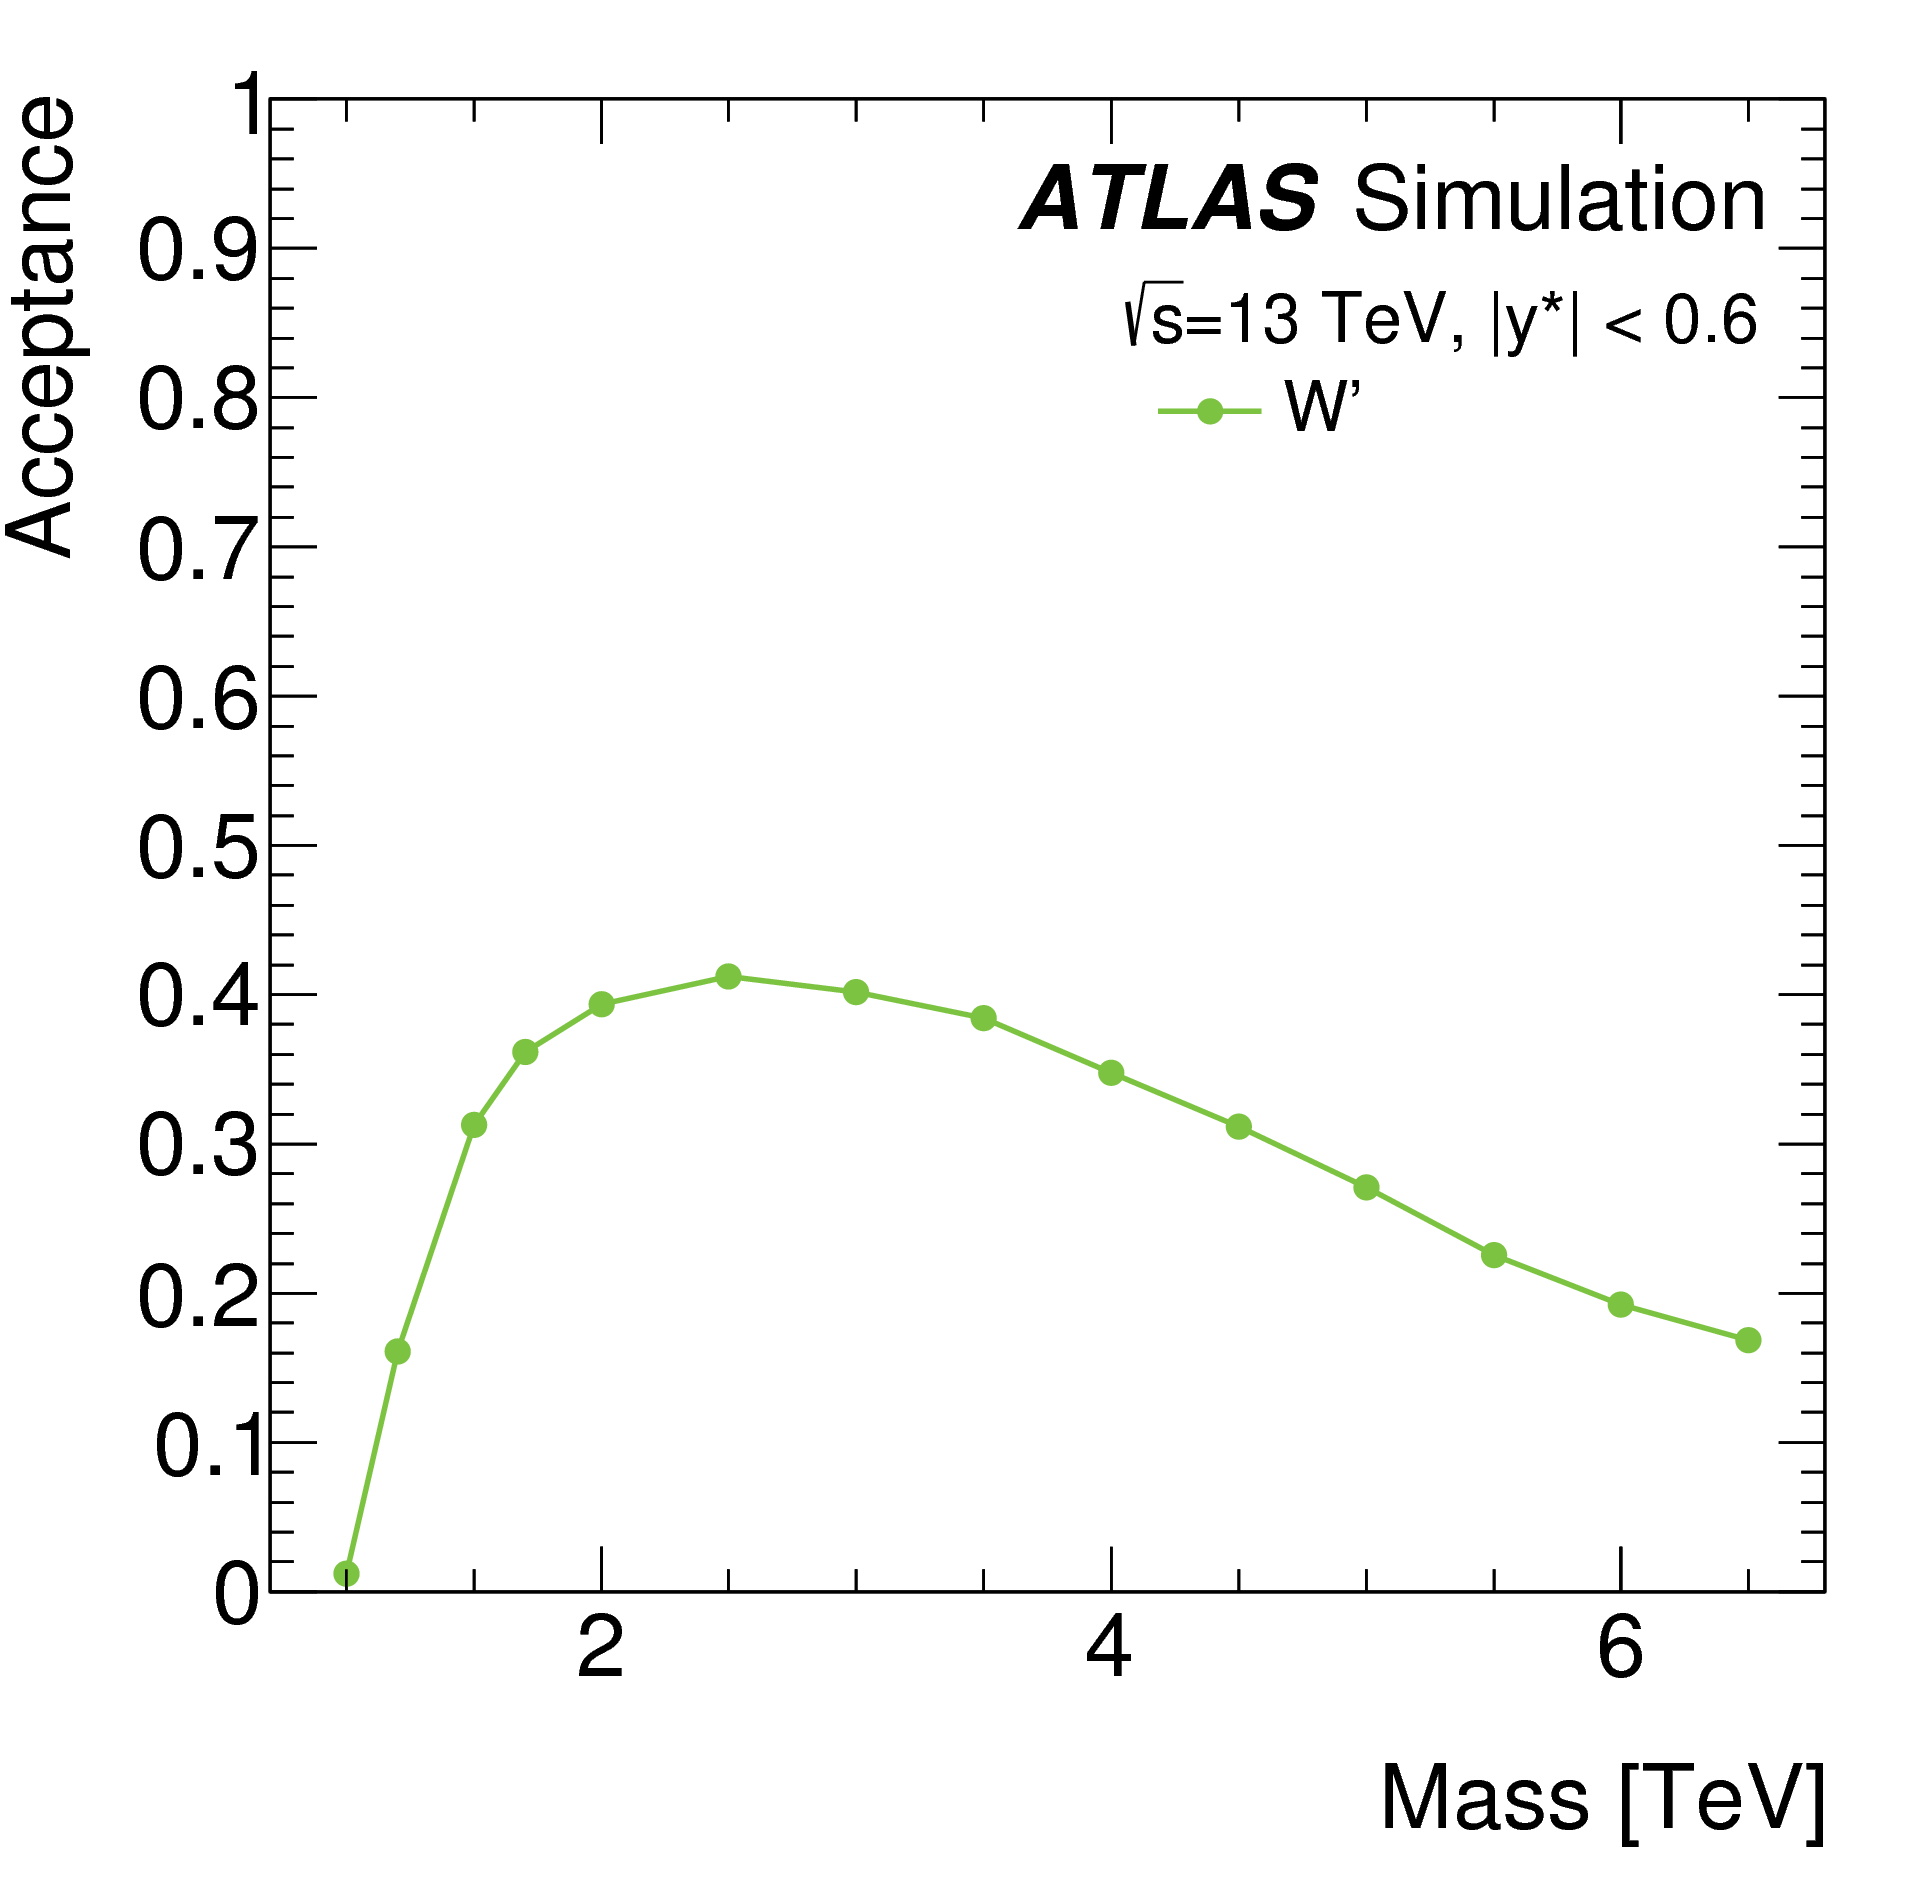 Acceptance
1
0.9
0.8
0.7
0.6
0.5
0.4
0.3
0.2
0.1
0
ATLAS Simulation
√s=13 TeV, |y*| < 0.6
W'
2 4 6
Mass [TeV]